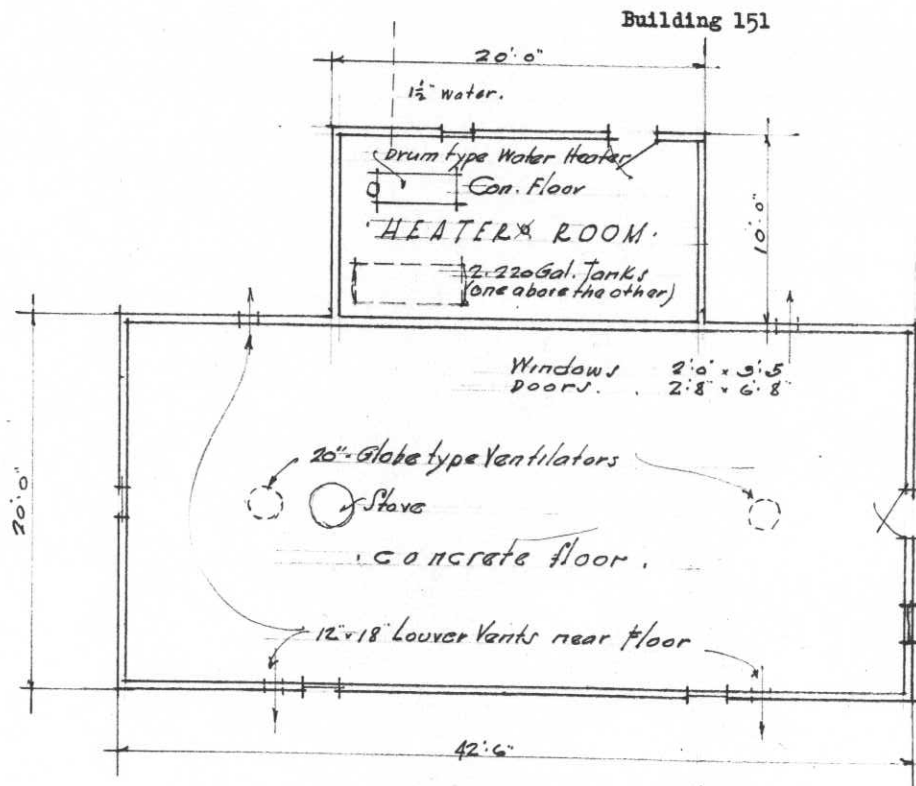 Building 151
20'-0"
1½" water.
Drum type Water Heater
Con. Floor
HEATER ROOM.
10'-0"
2-220 Gal. Tanks
(one above the other)
Windows 2'-0" x 3'-5
Doors. . 2'-8" x 6'-8"
20" Globe type Ventilators
Stove
20'-0"
. concrete floor .
12" x 18" Louver Vents near Floor
42'-6"